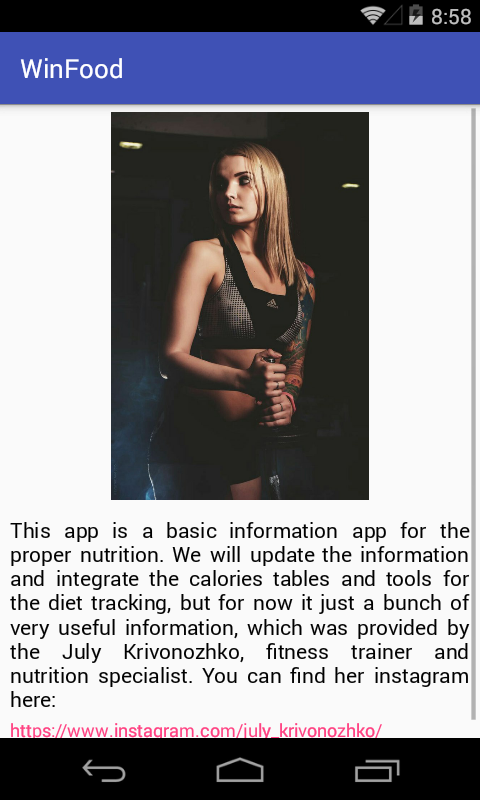 8:58
WinFood
This app is a basic information app for the
proper nutrition. We will update the information
and integrate the calories tables and tools for
the diet tracking, but for now it just a bunch of
very useful information, which was provided by
the July Krivonozhko, fitness trainer and
nutrition specialist. You can find her instagram
here:
https://www.instagram.com/july_krivonozhko/